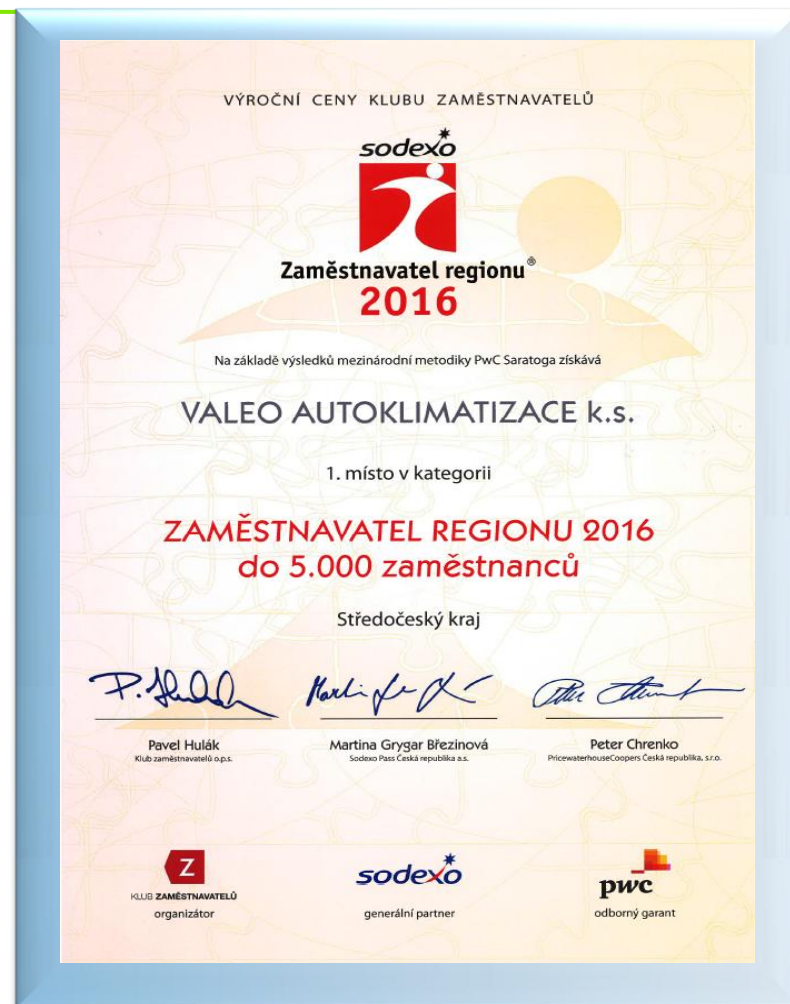 VÝROČNÍ CENY KLUBU ZAMĚSTNAVATELŮ
sodexo
Zaměstnavatel regionu®
2016
Na základě výsledků mezinárodní metodiky PwC Saratoga získává
VALEO AUTOKLIMATIZACE k.s.
1. místo v kategorii
ZAMĚSTNAVATEL REGIONU 2016
do 5.000 zaměstnanců
Středočeský kraj
P. Hulák
Pavel Hulák Martina Grygar Březinová Peter Chrenko
Klub zaměstnavatelů o.p.s. Sodexo Pass Česká republika a.s. PricewaterhouseCoopers Česká republika, s.r.o.
Z sodexo pwc
KLUB ZAMĚSTNAVATELŮ
organizátor generální partner odborný garant